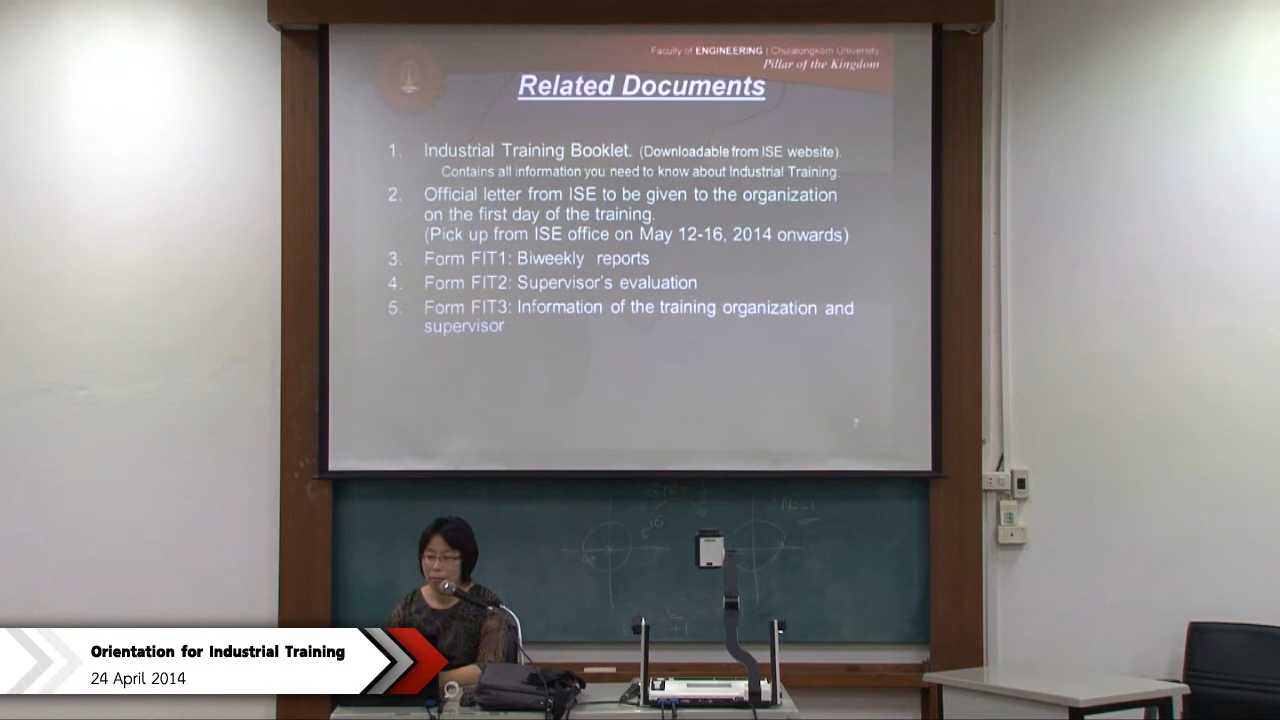 Faculty of ENGINEERING | Chulalongkorn University
Pillar of the Kingdom
Related Documents
1. Industrial Training Booklet. (Downloadable from ISE website).
Contains all information you need to know about Industrial Training.
2. Official letter from ISE to be given to the organization
on the first day of the training.
(Pick up from ISE office on May 12-16, 2014 onwards)
3. Form FIT1: Biweekly reports
4. Form FIT2: Supervisor's evaluation
5. Form FIT3: Information of the training organization and
supervisor
7
Orientation for Industrial Training
24 April 2014